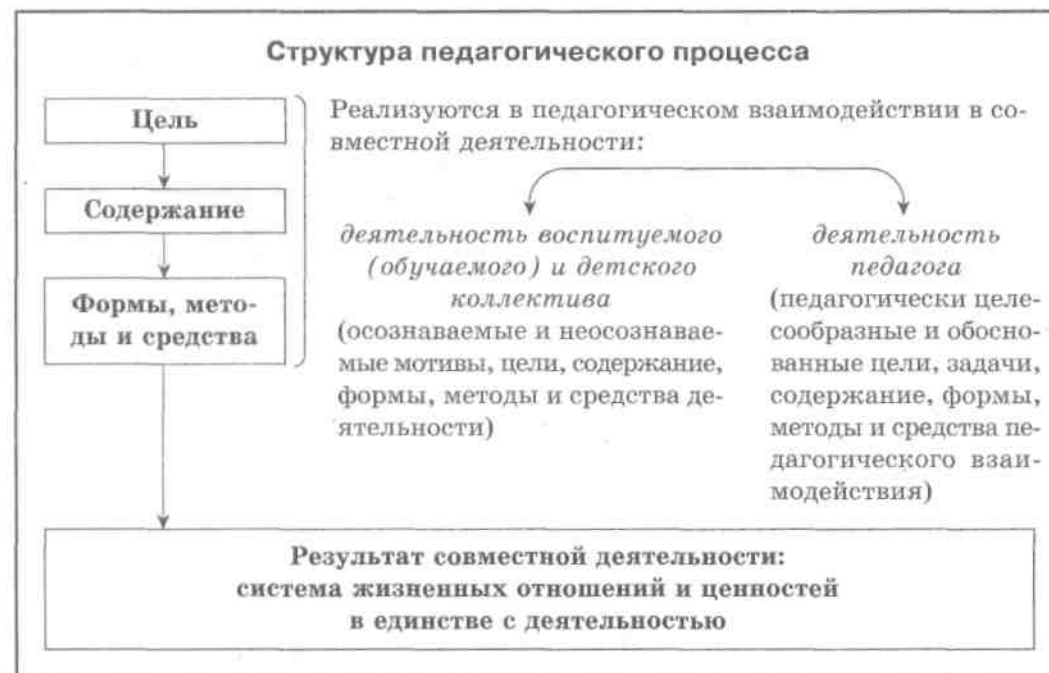 Структура педагогического процесса
Цель
Содержание
Формы, мето-
ды и средства
Реализуются в педагогическом взаимодействии в со-
вместной деятельности:
деятельность воспитуемого
(обучаемого) и детского
коллектива
(осознаваемые и неосознавае-
мые мотивы, цели, содержание,
формы, методы и средства де-
ятельности)
деятельность
педагога
(педагогически целе-
сообразные и обосно-
ванные цели, задачи,
содержание, формы,
методы и средства пе-
дагогического взаи-
модействия)
Результат совместной деятельности:
система жизненных отношений и ценностей
в единстве с деятельностью